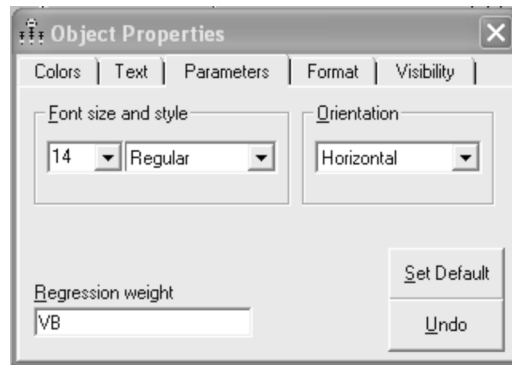 Object Properties
Colors Text Parameters Format Visibility
Font size and style
Orientation
14 Regular
Horizontal
Set Default
Regression weight
VB
Undo